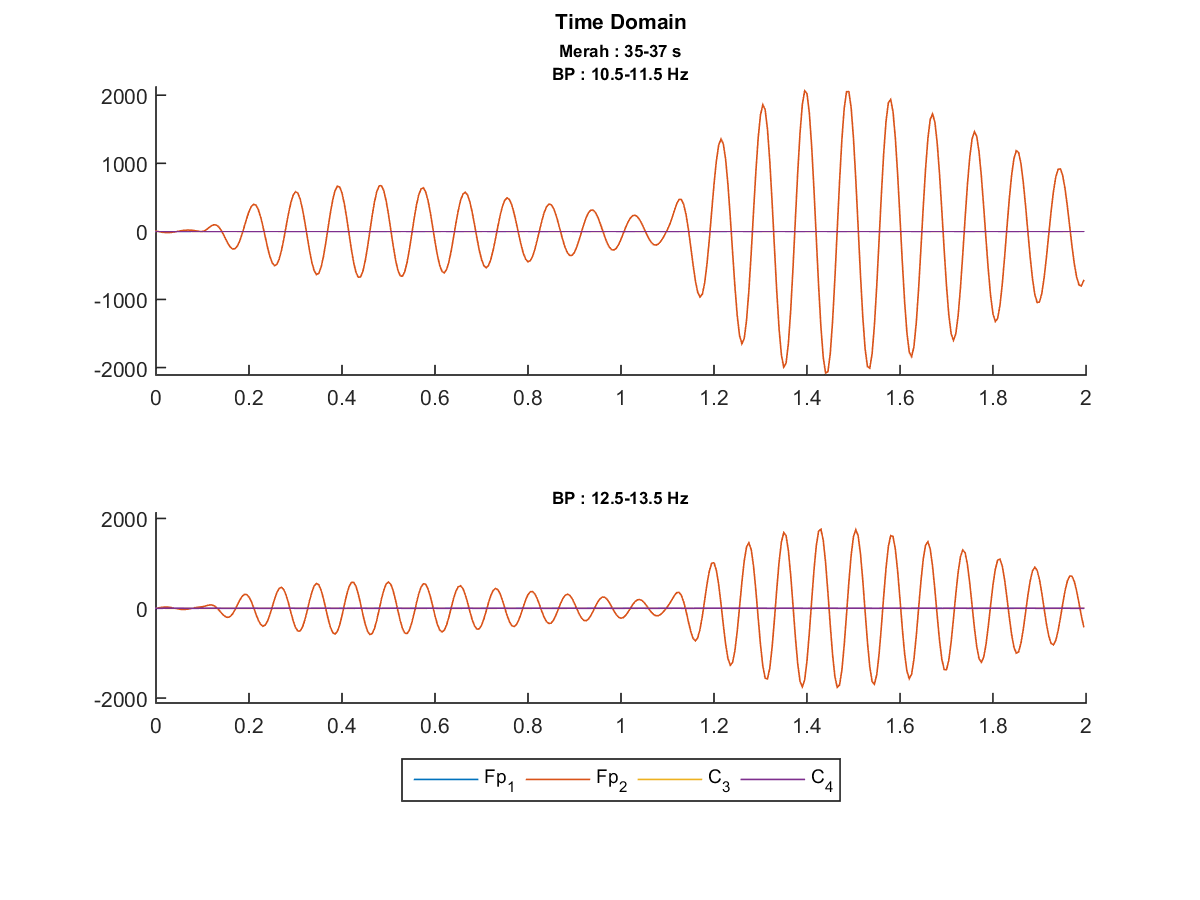 Time Domain
Merah : 35-37 s
BP : 10.5-11.5 Hz
2000
1000
0
-1000
-2000
0 0.2 0.4 0.6 0.8 1 1.2 1.4 1.6 1.8 2
BP : 12.5-13.5 Hz
2000
0
-2000
0 0.2 0.4 0.6 0.8 1 1.2 1.4 1.6 1.8 2
Fp1 Fp2 C3 C4